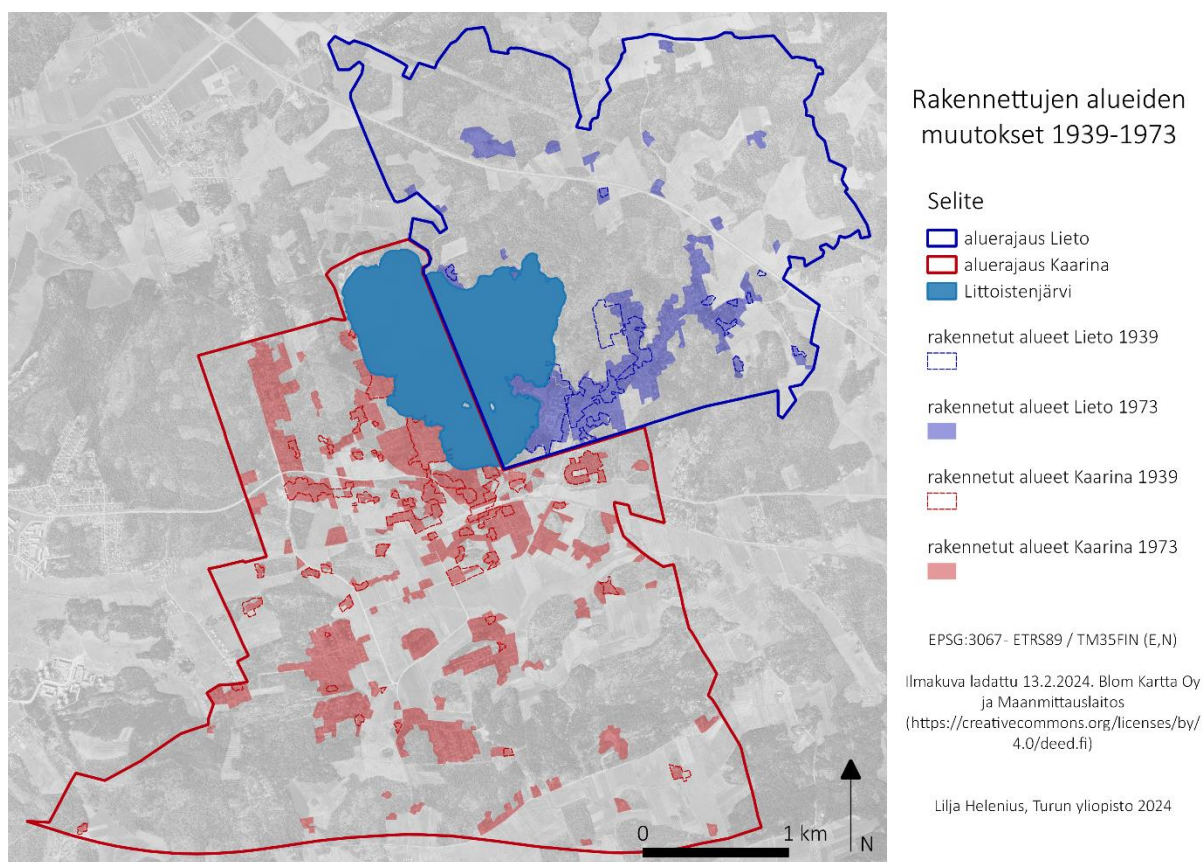 Rakennettujen alueiden
muutokset 1939-1973
Selite
aluerajaus Lieto
aluerajaus Kaarina
Littoistenjärvi
rakennetut alueet Lieto 1939
rakennetut alueet Lieto 1973
rakennetut alueet Kaarina 1939
rakennetut alueet Kaarina 1973
EPSG:3067- ETRS89 / TM35FIN (E,N)
Ilmakuva ladattu 13.2.2024. Blom Kartta Oy
ja Maanmittauslaitos
(https://creativecommons.org/licenses/by/
4.0/deed.fi)
Lilja Helenius, Turun yliopisto 2024
0 1 km
N